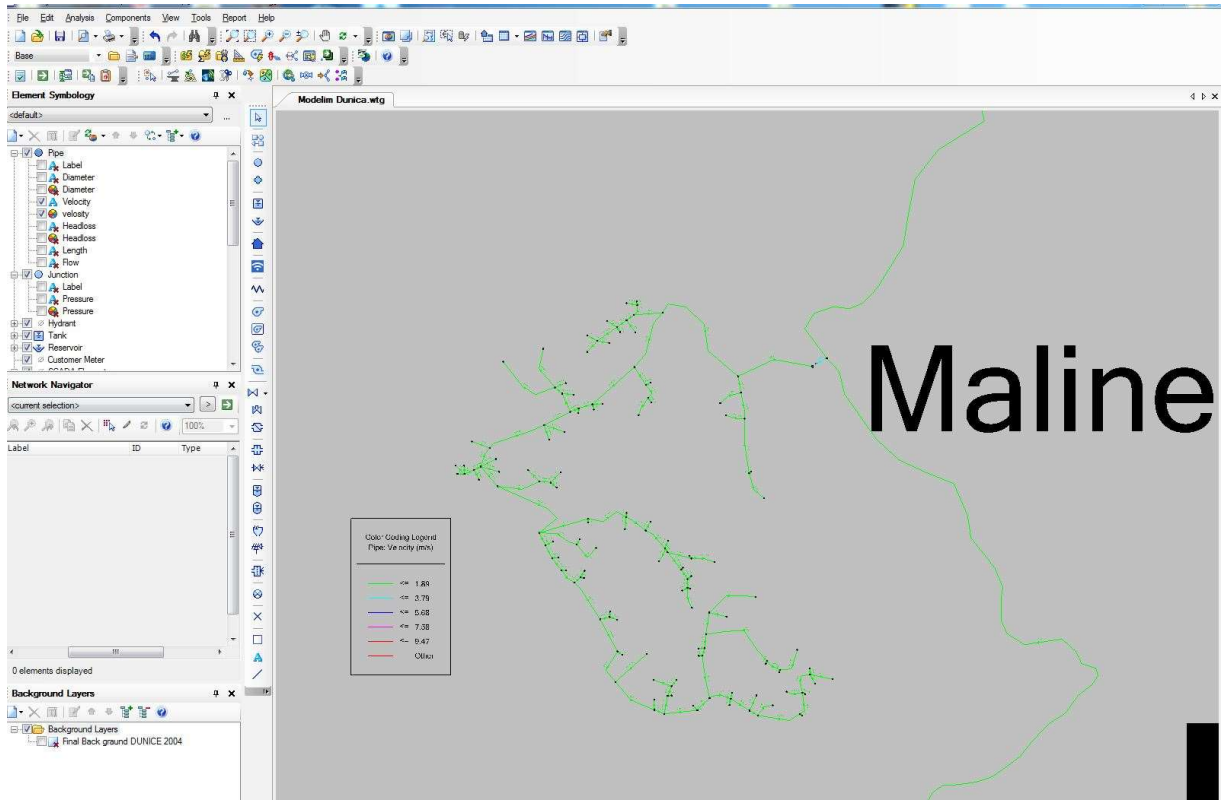 File Edit Analysis Components View Tools Report Help
Base
Element Symbology
<default>
...
Pipe
Label
Diameter
Diameter
Velocity
velosity
Headloss
Headloss
Length
Flow
Junction
Label
Pressure
Pressure
Hydrant
Tank
Reservoir
Customer Meter
Network Navigator
<current selection>
>
100%
Label ID Type
0 elements displayed
Background Layers
Background Layers
Final Back ground DUNICE 2004
Modelim Dunica.wtg
Maline
Color Coding Legend
Pipe: Velocity (m/s)
<= 1.89
<= 3.79
<= 5.68
<= 7.58
<= 9.47
Other